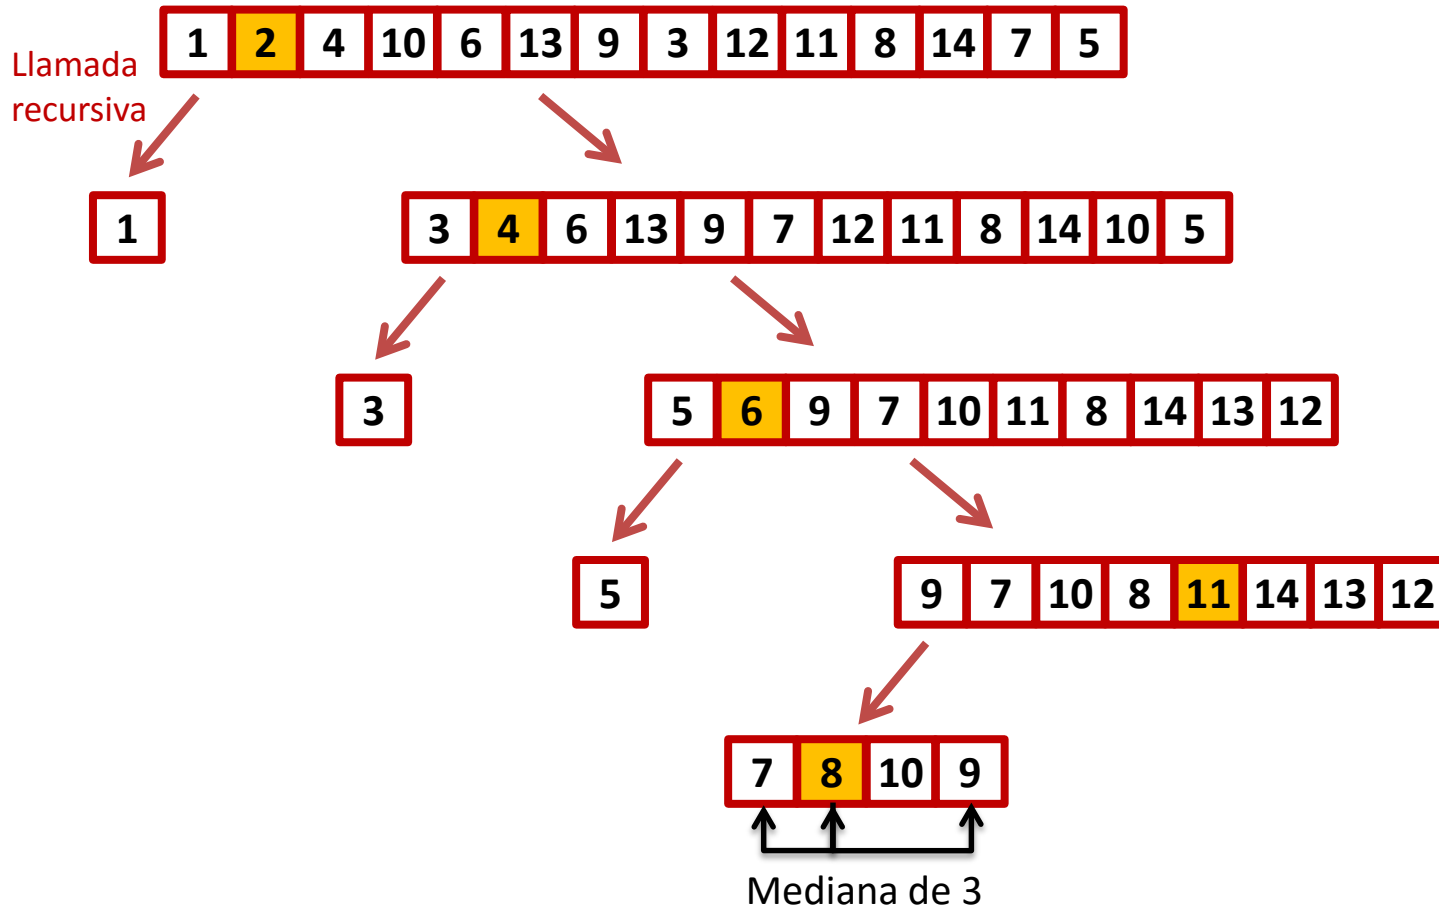 1 2 4 10 6 13 9 3 12 11 8 14 7 5
Llamada
recursiva
1
3 4 6 13 9 7 12 11 8 14 10 5
3
5 6 9 7 10 11 8 14 13 12
5
9 7 10 8 11 14 13 12
7 8 10 9
Mediana de 3